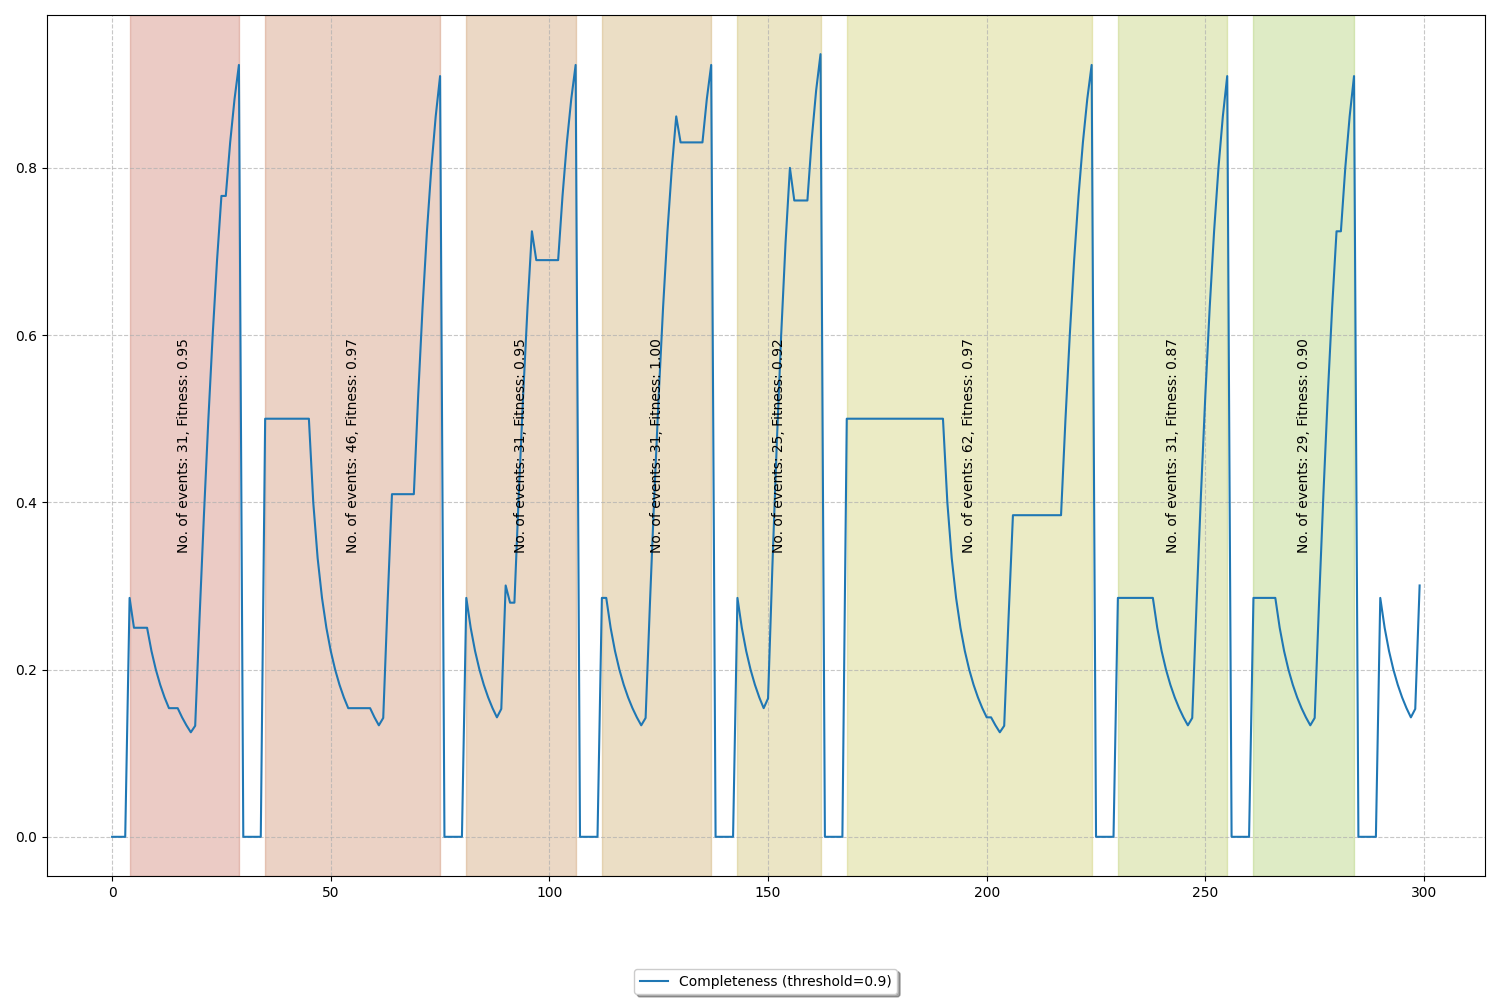 0.8
0.6
0.4
0.2
0.0
No. of events: 31, Fitness: 0.95
No. of events: 46, Fitness: 0.97
No. of events: 31, Fitness: 0.95
No. of events: 31, Fitness: 1.00
No. of events: 25, Fitness: 0.92
No. of events: 62, Fitness: 0.97
No. of events: 31, Fitness: 0.87
No. of events: 29, Fitness: 0.90
0 50 100 150 200 250 300
Completeness (threshold=0.9)